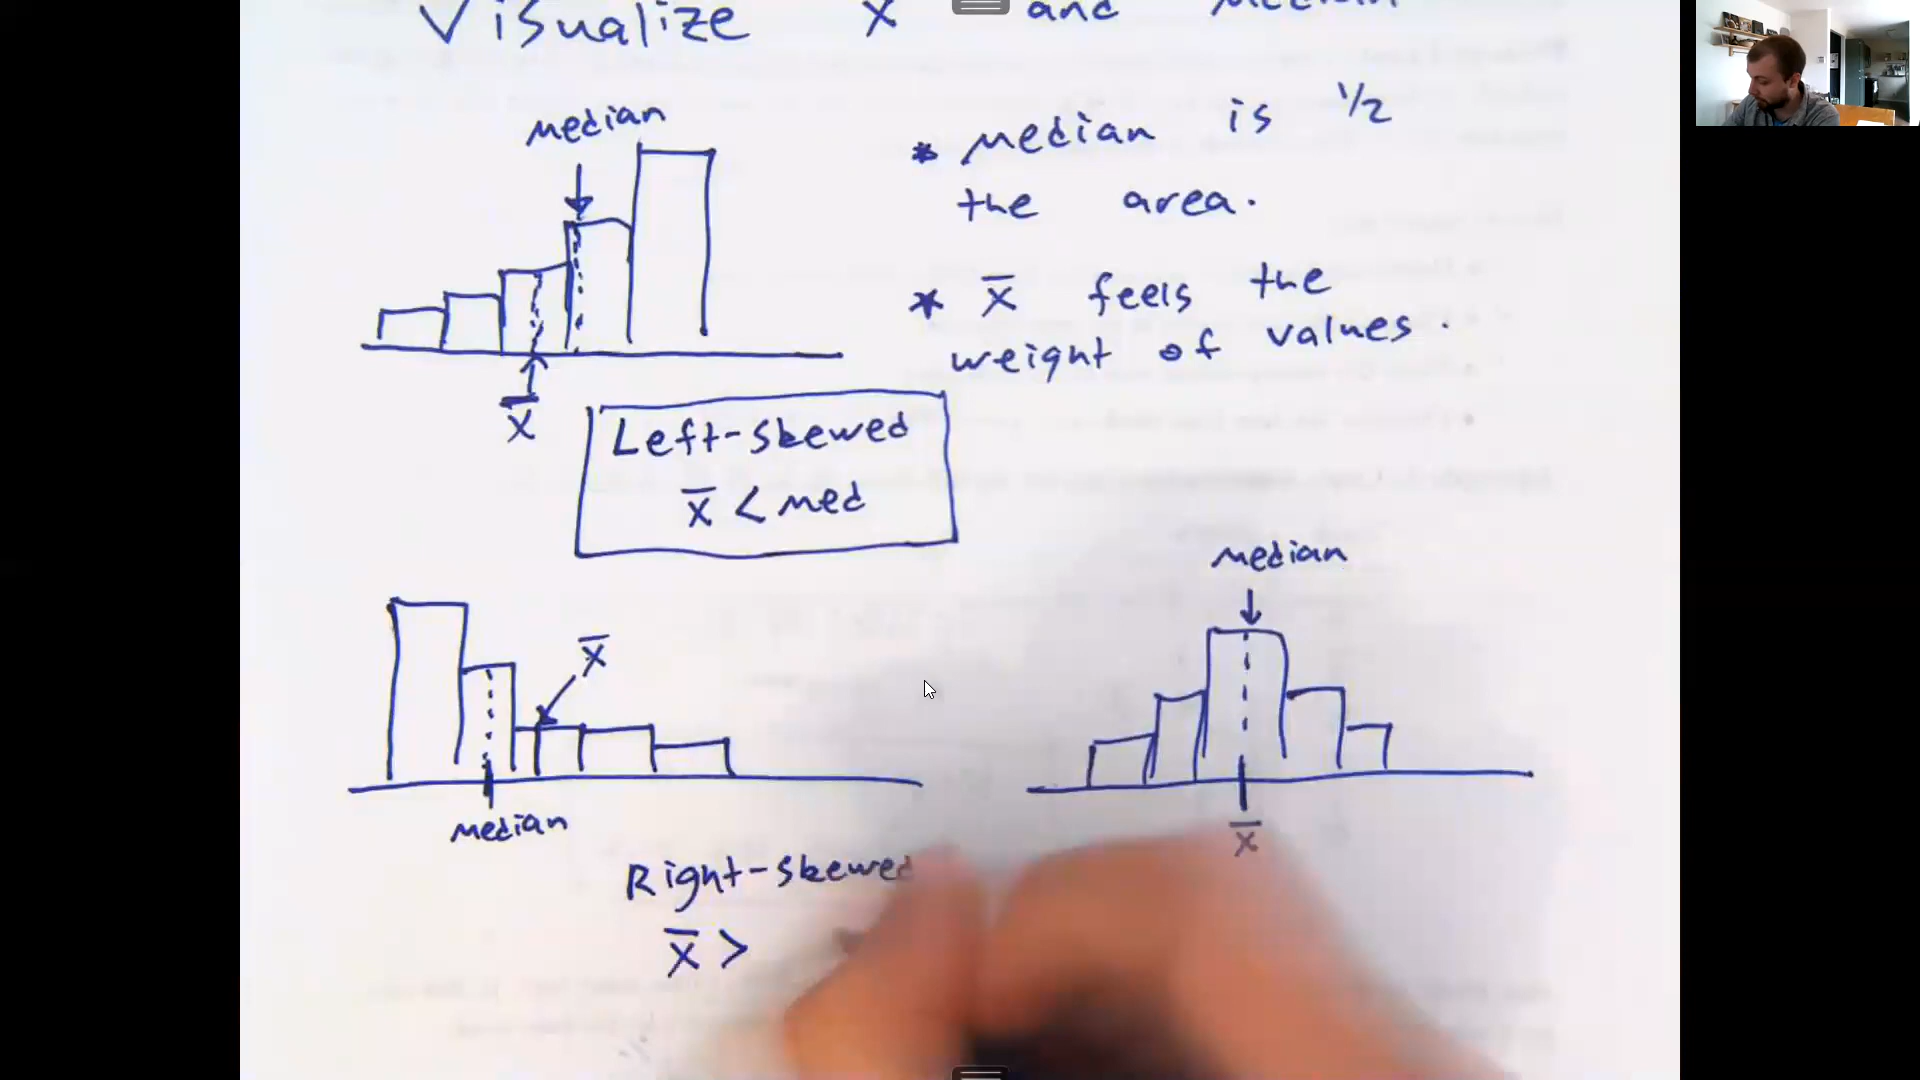 Visualize x̄ and median
median
* median is 1/2
the area.
* x̄ feels the
weight of values.
x̄
Left-skewed
x̄ < med
median
x̄
median
x̄
Right-skewed
x̄ >